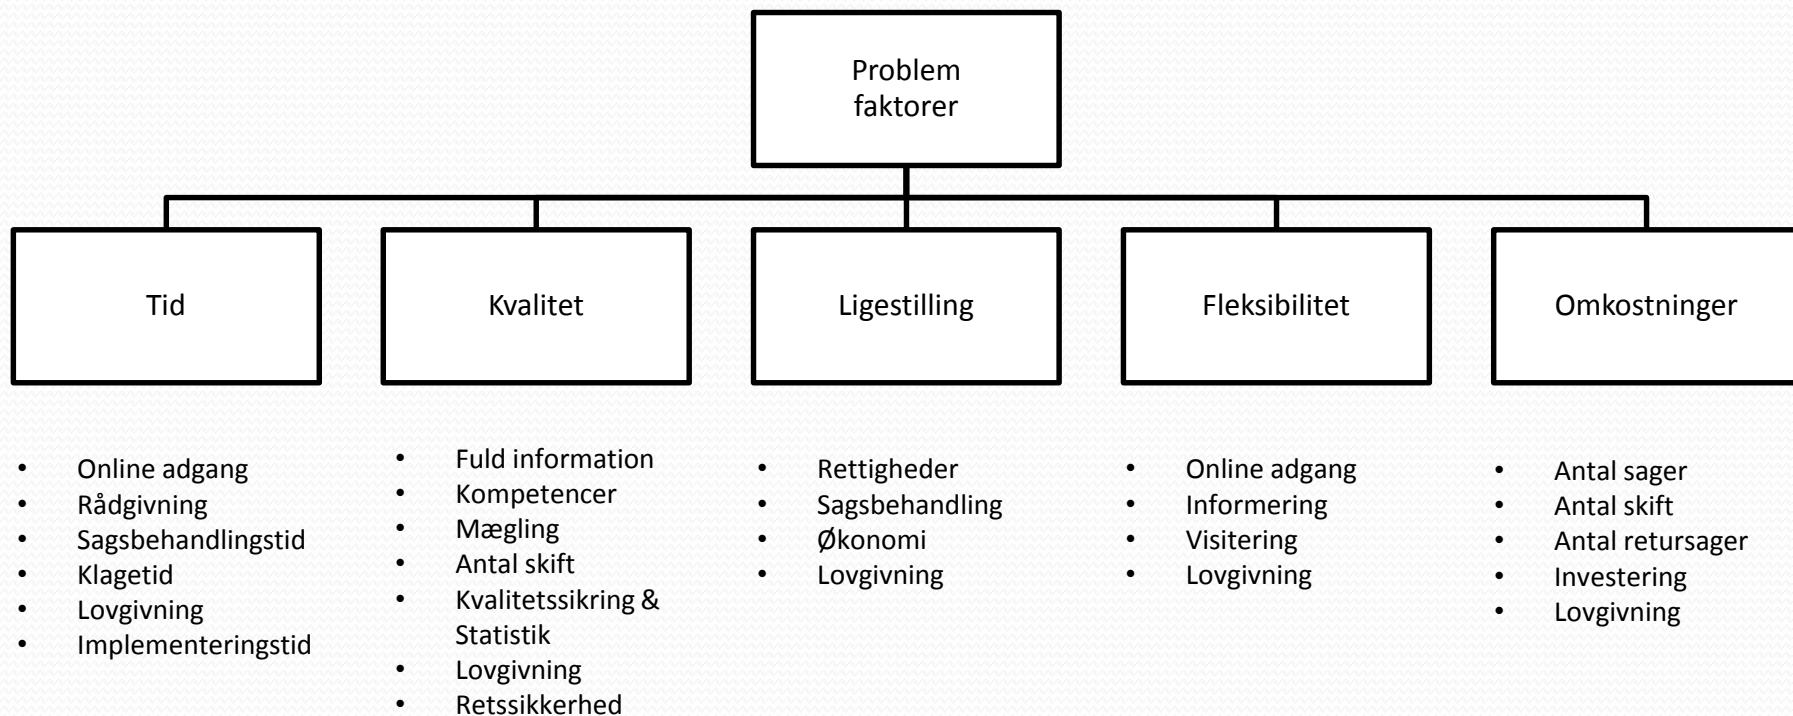 Problem
faktorer
Tid
Kvalitet
Ligestilling
Fleksibilitet
Omkostninger
• Online adgang
• Rådgivning
• Sagsbehandlingstid
• Klagetid
• Lovgivning
• Implementeringstid
• Fuld information
• Kompetencer
• Mægling
• Antal skift
• Kvalitetssikring &
Statistik
• Lovgivning
• Retssikkerhed
• Rettigheder
• Sagsbehandling
• Økonomi
• Lovgivning
• Online adgang
• Informering
• Visitering
• Lovgivning
• Antal sager
• Antal skift
• Antal retursager
• Investering
• Lovgivning